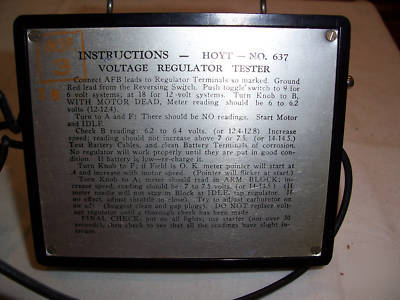 INSTRUCTIONS — HOYT — NO. 637
VOLTAGE REGULATOR TESTER
Connect AFB leads to Regulator Terminals so marked. Ground
Red lead from the Reversing Switch. Push toggle switch to 9 for
6 volt systems; at 18 for 12-volt systems. Turn Knob to B,
WITH MOTOR DEAD, Meter reading should be 6 to 6.2
volts (12-12.4).
Turn to A and F: There should be NO readings. Start Motor
and IDLE.
Check B reading: 6.2 to 6.4 volts. (or 12.4-12.8) Increase
speed, reading should not increase above 7 or 7.5. (or 14-14.5.)
Test Battery Cables, and clean Battery Terminals of corrosion.
No regulator will work properly until they are put in good con-
dition. If battery is low—re-charge it.
Turn Knob to F; if Field is O. K. meter pointer will start at
A and increase with motor speed. (Pointer will flicker at start.)
Turn Knob to A; meter should read in ARM. BLOCK; in-
crease speed, reading should be: 7 to 7.5 volts, (or 14-14.5) (If
meter needle will not stay in Block at IDLE, tap regulator. If
no effect, adjust throttle so close). Try to adjust carburetor on
(Suggest clean and gap plugs). DO NOT replace volt-
age regulator until a thorough check has been made
FINAL CHECK: put on all lights; use starter (not over 30
seconds), then check to see that all the readings have slight in-
crease.